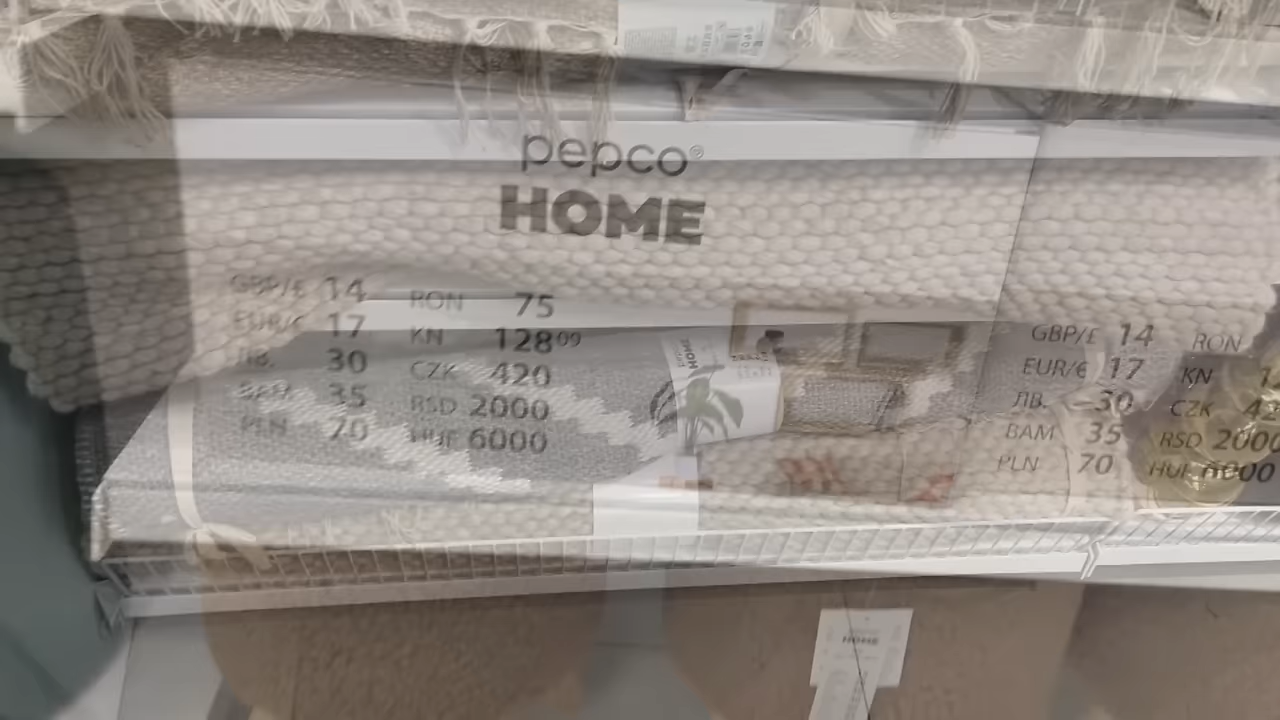 pepco®
HOME
GBP/£ 14 RON 75
EUR/€ 17 KN 128⁰⁹
ЛВ. 30 CZK 420
BAM 35 RSD 2000
PLN 70 HUF 6000
HOME
GBP/£ 14 RON
EUR/€ 17 KN
ЛВ. 30 CZK
BAM 35 RSD 2000
PLN 70 HUF 6000
HOME